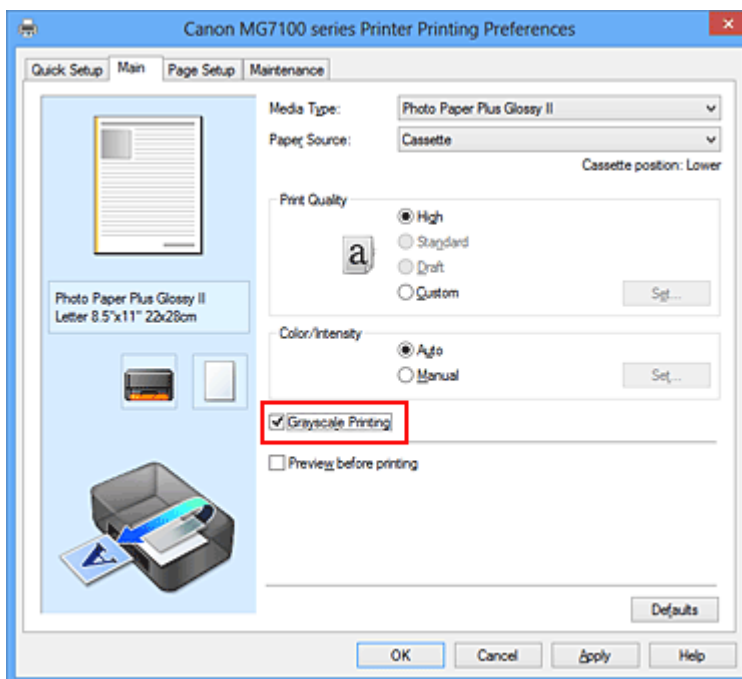 Canon MG7100 series Printer Printing Preferences
Quick Setup Main Page Setup Maintenance
Media Type: Photo Paper Plus Glossy II
Paper Source: Cassette
Cassette position: Lower
Print Quality
High
a
Standard
Draft
Custom Set...
Photo Paper Plus Glossy II
Letter 8.5"x11" 22x28cm
Color/Intensity
Auto
Manual Set...
Grayscale Printing
Preview before printing
A
Defaults
OK Cancel Apply Help